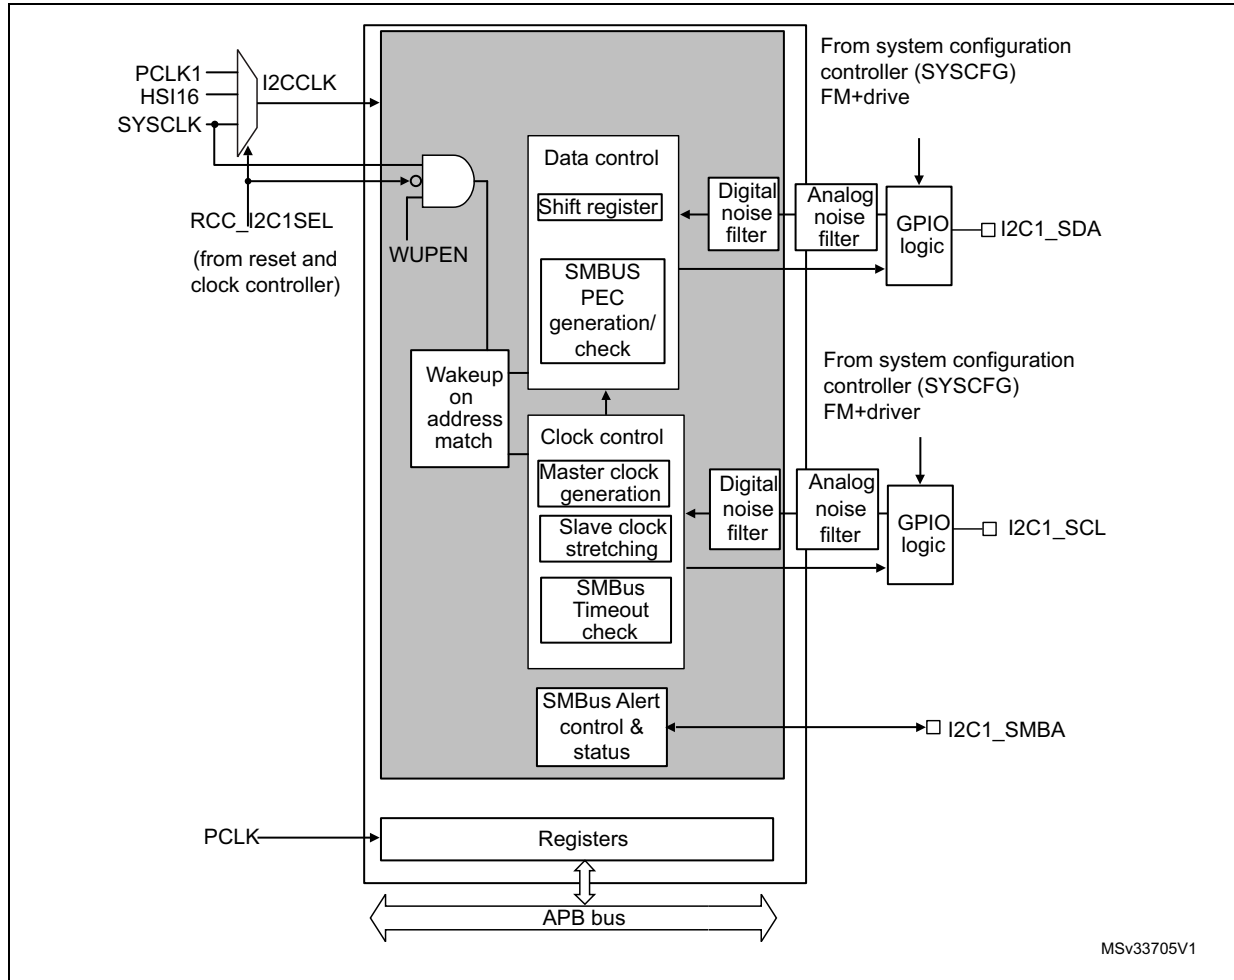 PCLK1
HSI16
SYSCLK
I2CCLK
RCC_I2C1SEL
(from reset and
clock controller)
WUPEN
Wakeup
on
address
match
Data control
Shift register
SMBUS
PEC
generation/
check
Clock control
Master clock
generation
Slave clock
stretching
SMBus
Timeout
check
SMBus Alert
control &
status
Digital
noise
filter
Analog
noise
filter
GPIO
logic
I2C1_SDA
From system configuration
controller (SYSCFG)
FM+drive
From system configuration
controller (SYSCFG)
FM+driver
Digital
noise
filter
Analog
noise
filter
GPIO
logic
I2C1_SCL
I2C1_SMBA
PCLK
Registers
APB bus
MSv33705V1